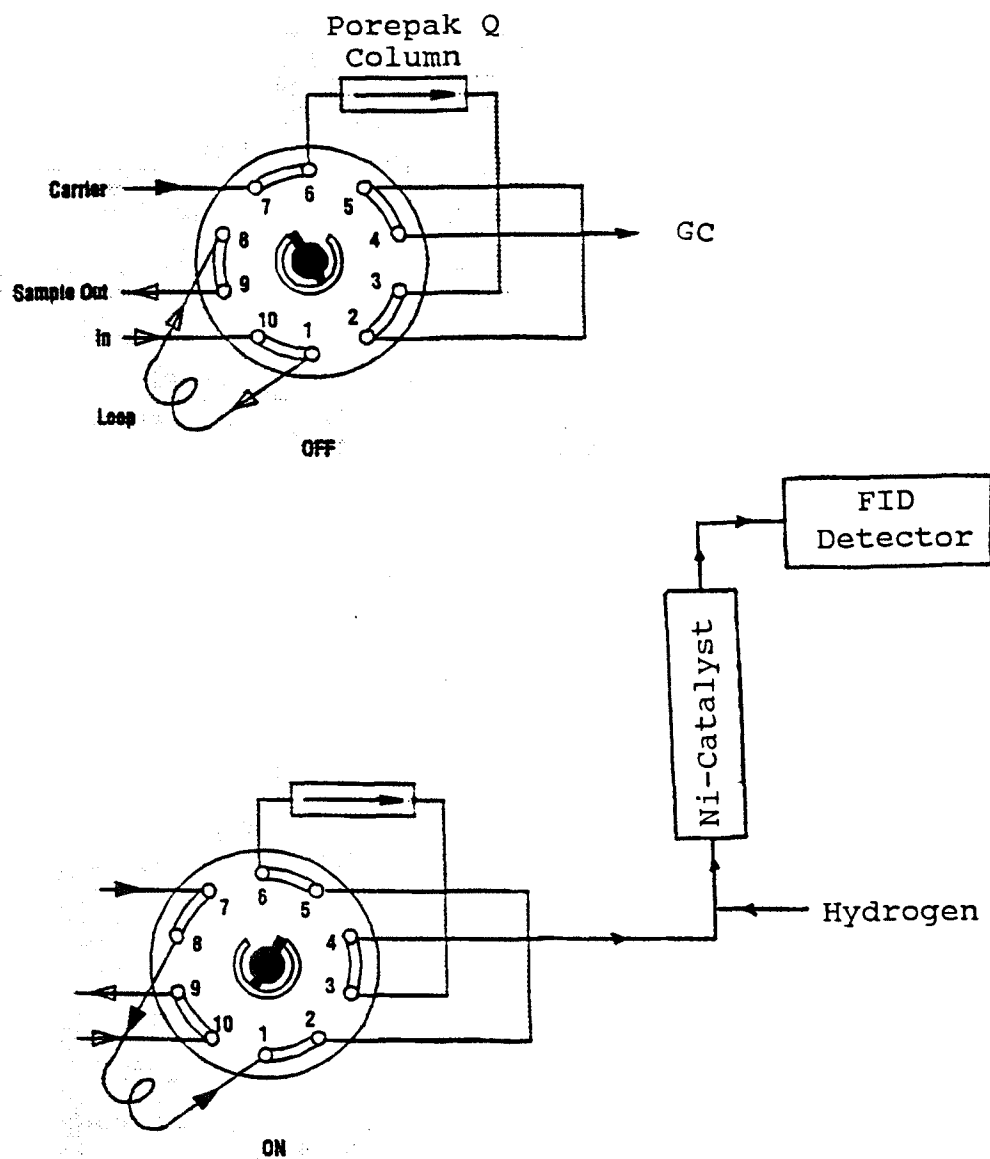 Porepak Q
Column
Carrier
7
6
5
8
4
GC
Sample Out
9
3
In
10
1
2
Loop
OFF
FID
Detector
Ni-Catalyst
6
7
5
8
4
Hydrogen
9
3
10
1
2
ON